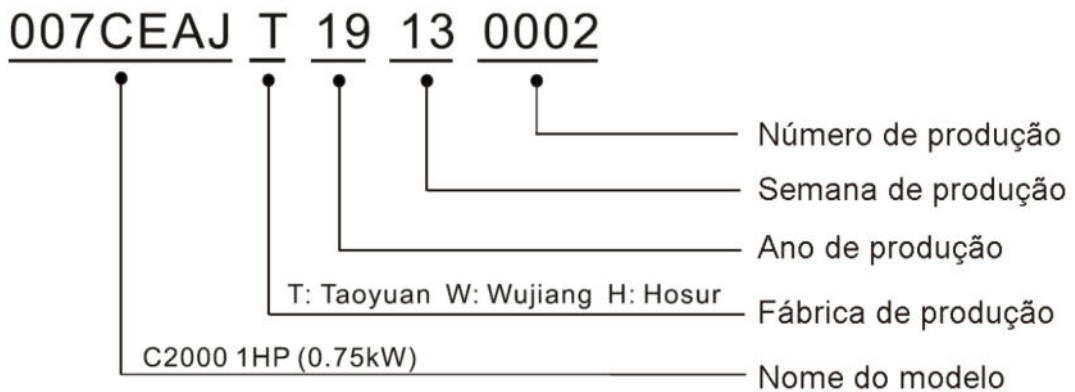 007CEAJ T 19 13 0002
Número de produção
Semana de produção
Ano de produção
T: Taoyuan W: Wujiang H: Hosur
Fábrica de produção
C2000 1HP (0.75kW)
Nome do modelo